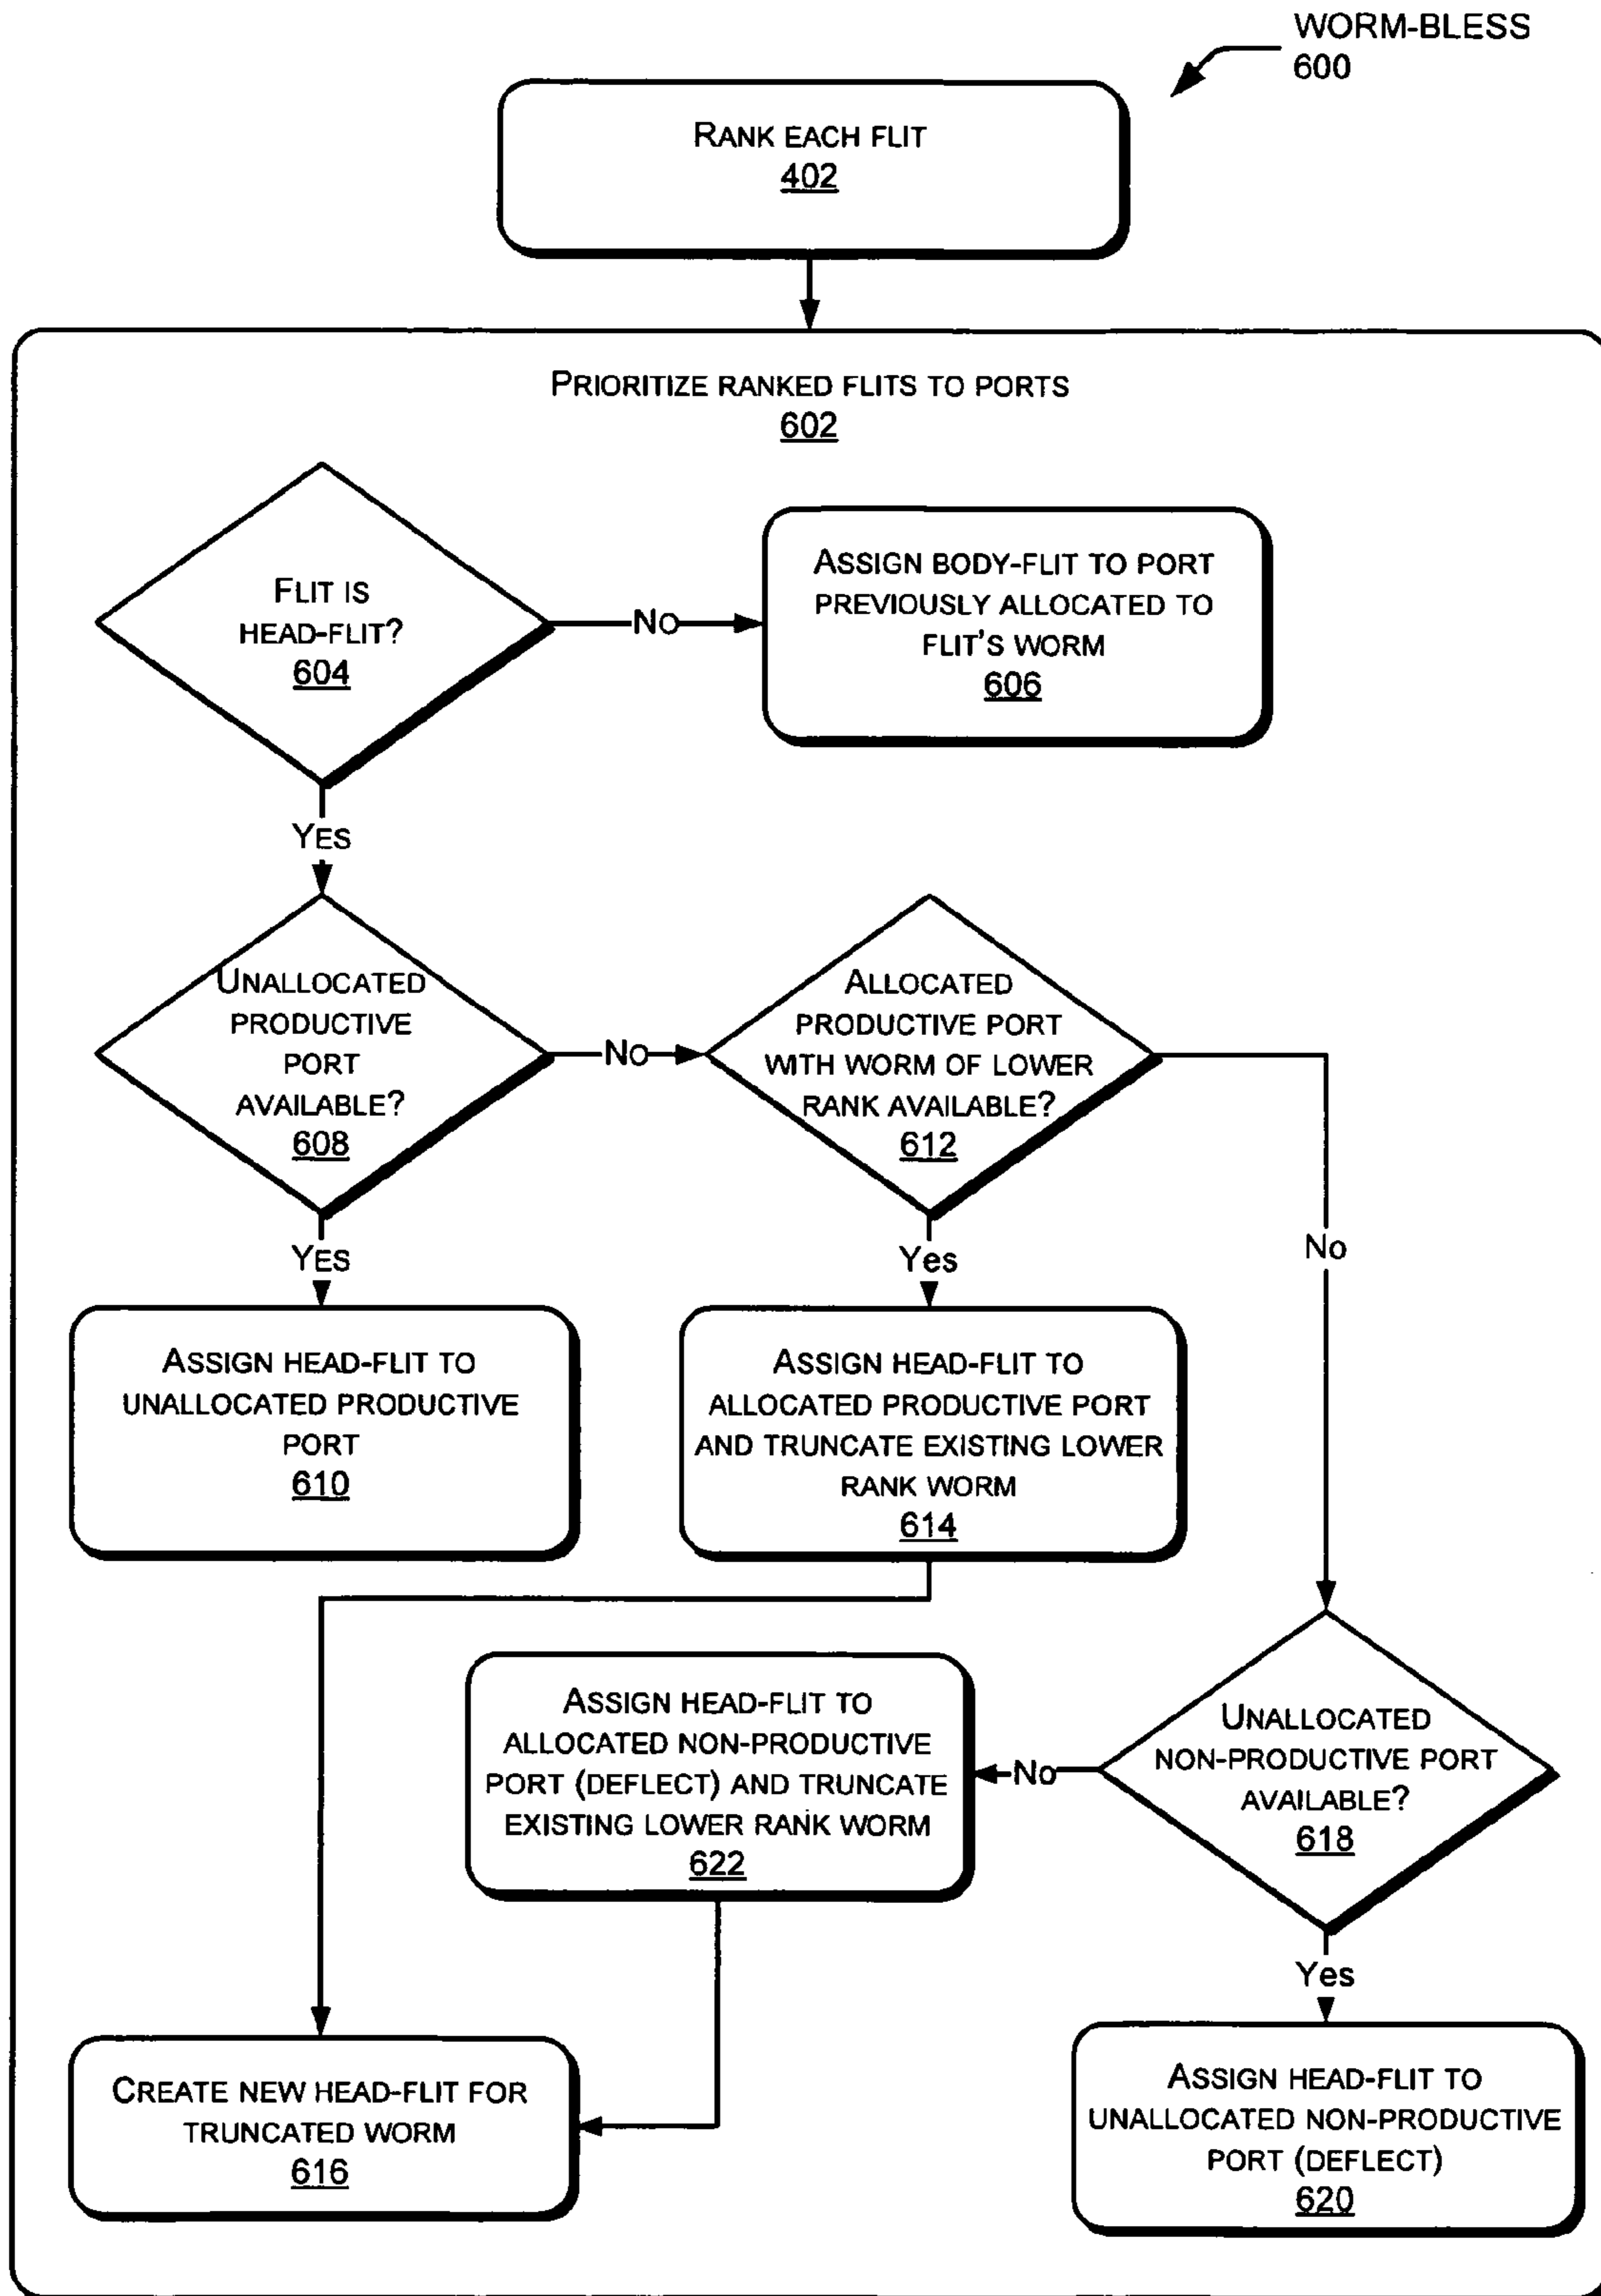 WORM-BLESS
600
RANK EACH FLIT
402
PRIORITIZE RANKED FLITS TO PORTS
602
FLIT IS
HEAD-FLIT?
604
NO
ASSIGN BODY-FLIT TO PORT
PREVIOUSLY ALLOCATED TO
FLIT'S WORM
606
YES
UNALLOCATED
PRODUCTIVE
PORT
AVAILABLE?
608
NO
ALLOCATED
PRODUCTIVE PORT
WITH WORM OF LOWER
RANK AVAILABLE?
612
YES
Yes
No
ASSIGN HEAD-FLIT TO
UNALLOCATED PRODUCTIVE
PORT
610
ASSIGN HEAD-FLIT TO
ALLOCATED PRODUCTIVE PORT
AND TRUNCATE EXISTING LOWER
RANK WORM
614
ASSIGN HEAD-FLIT TO
ALLOCATED NON-PRODUCTIVE
PORT (DEFLECT) AND TRUNCATE
EXISTING LOWER RANK WORM
622
No
UNALLOCATED
NON-PRODUCTIVE PORT
AVAILABLE?
618
Yes
CREATE NEW HEAD-FLIT FOR
TRUNCATED WORM
616
ASSIGN HEAD-FLIT TO
UNALLOCATED NON-PRODUCTIVE
PORT (DEFLECT)
620